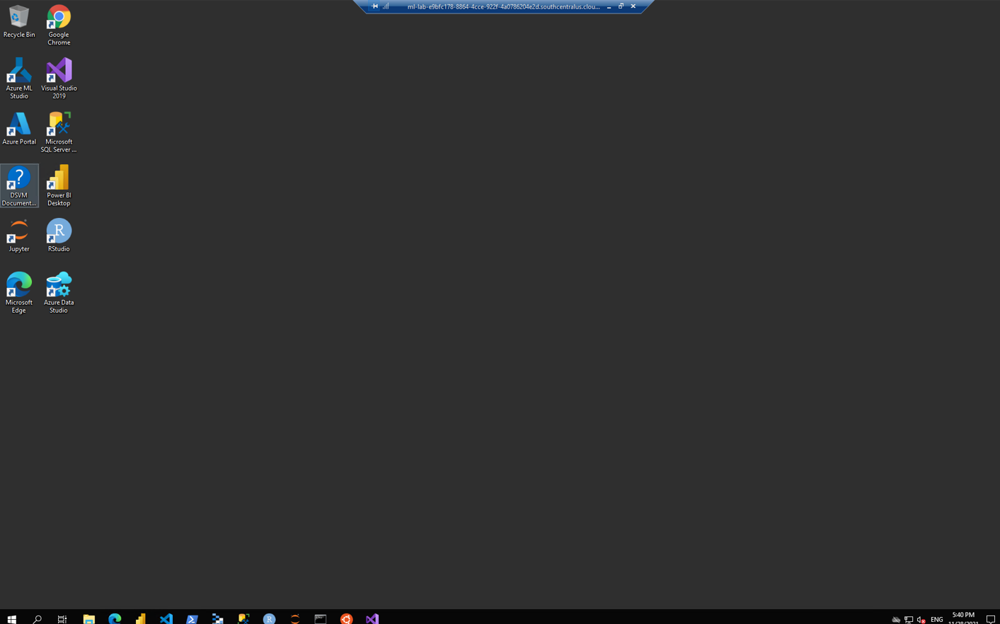 ml-lab-e9bfc178-8864-4cce-922f-4a0786204e2d.southcentralus.clou...
Recycle Bin
Google
Chrome
Azure ML
Studio
Visual Studio
2019
Azure Portal
Microsoft
SQL Server ...
DSVM
Document...
Power BI
Desktop
Jupyter
RStudio
Microsoft
Edge
Azure Data
Studio
ENG
5:40 PM
11/28/2021